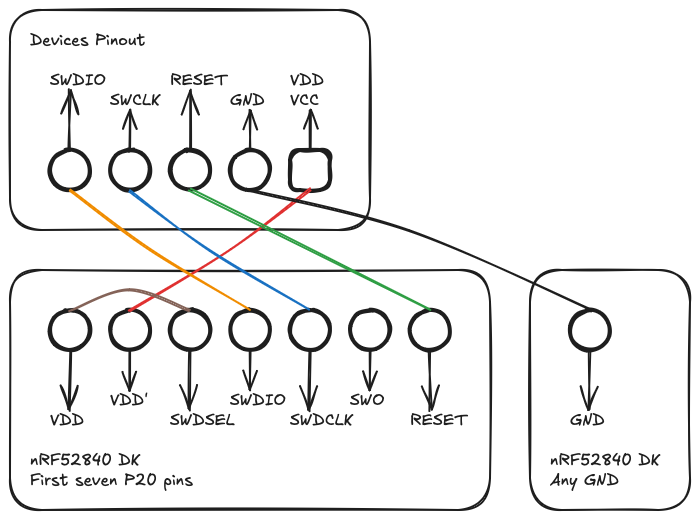 Devices Pinout
SWDIO
SWCLK
RESET
GND
VDD
VCC
VDD
VDD'
SWDSEL
SWDIO
SWDCLK
SWO
RESET
nRF52840 DK
First seven P20 pins
GND
nRF52840 DK
Any GND